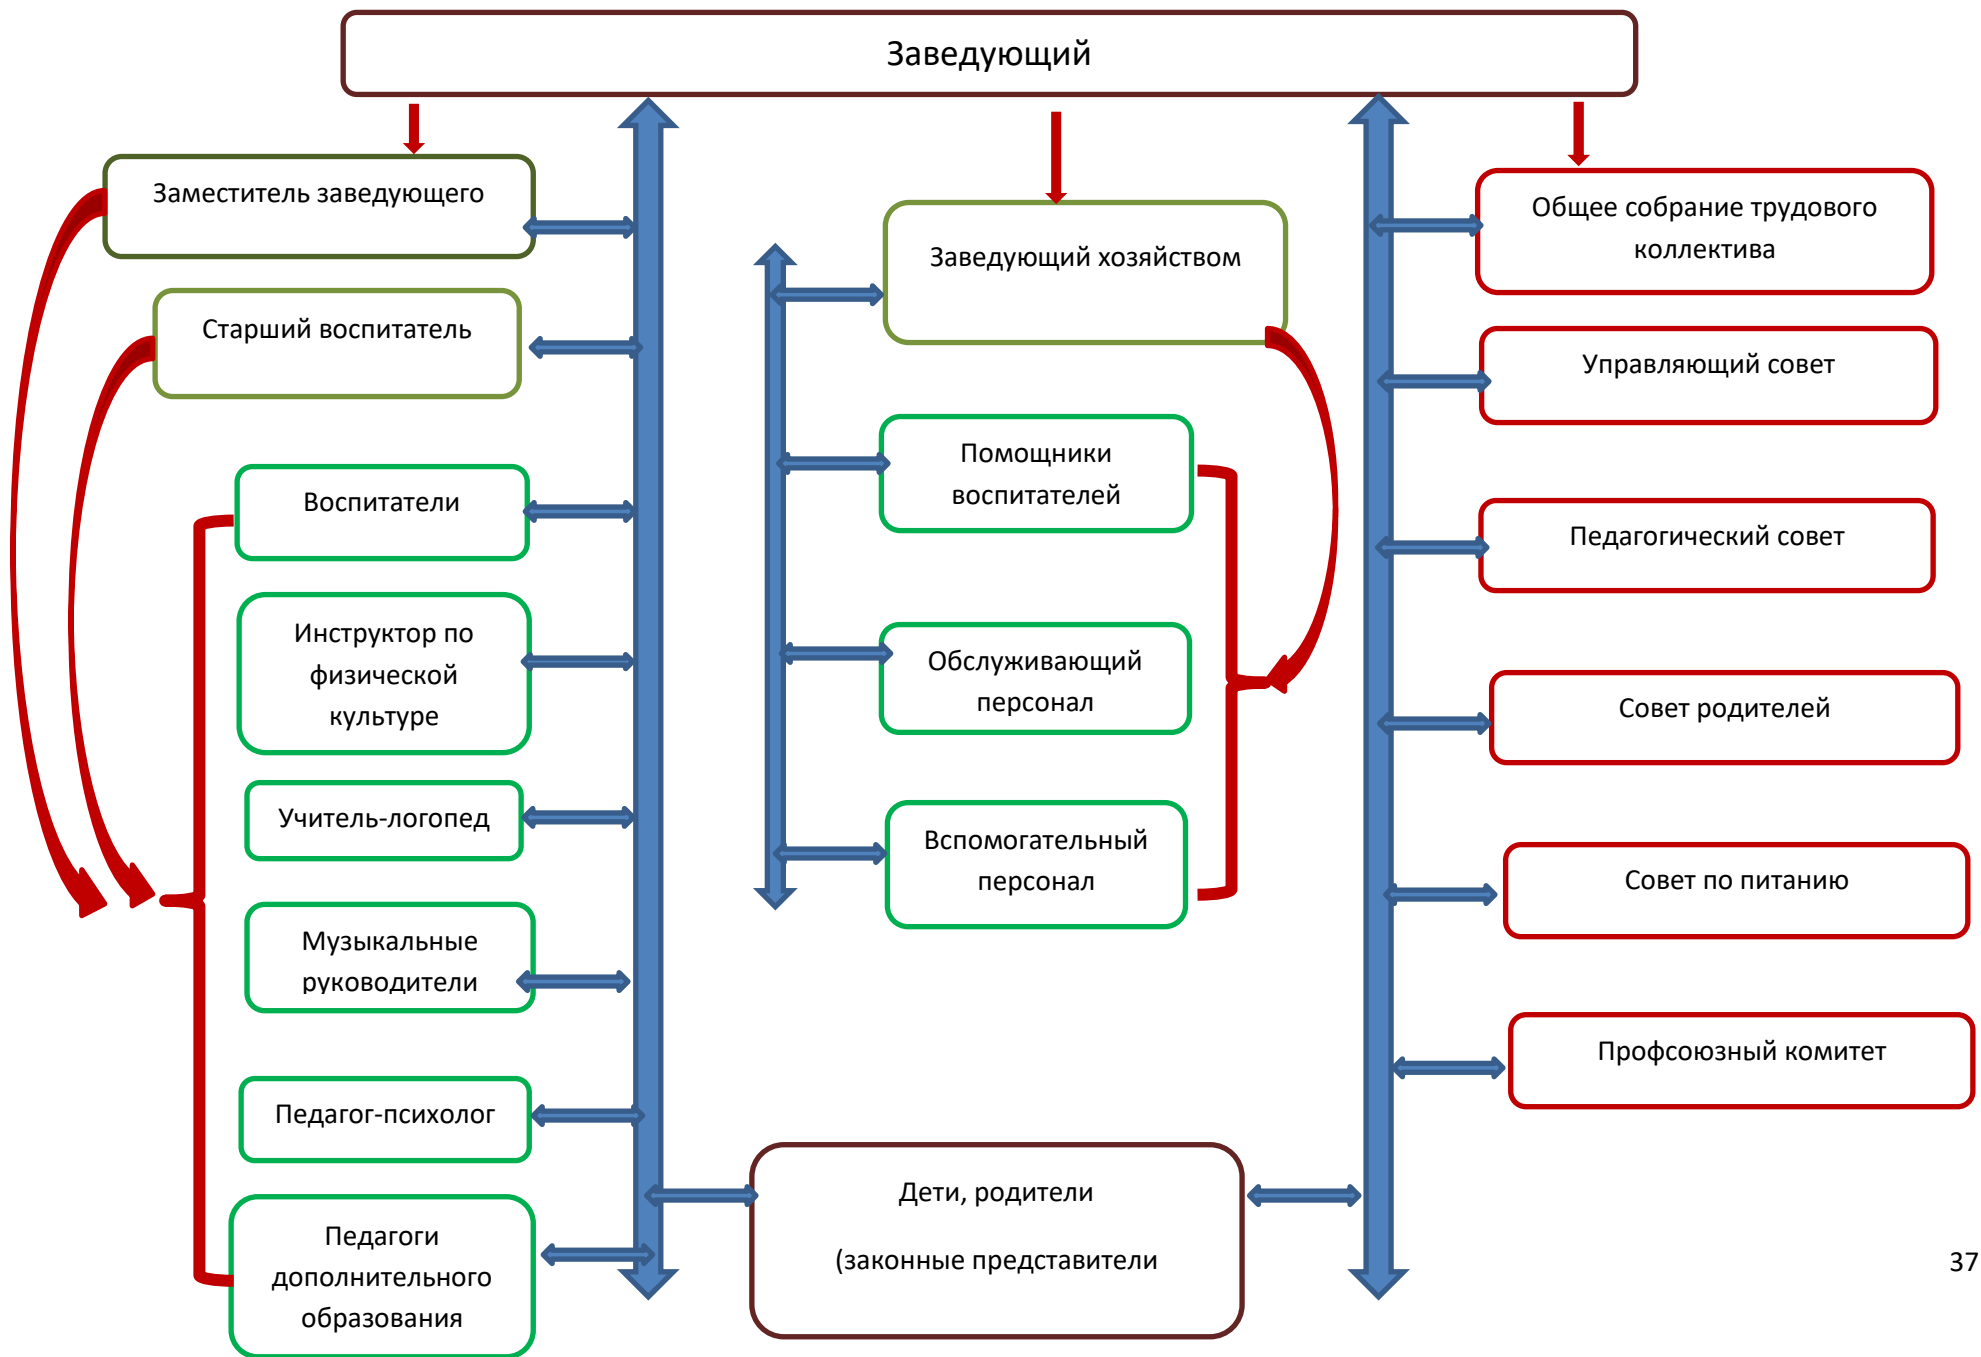 Заведующий
Заместитель заведующего
Старший воспитатель
Воспитатели
Инструктор по
физической
культуре
Учитель-логопед
Музыкальные
руководители
Педагог-психолог
Педагоги
дополнительного
образования
Заведующий хозяйством
Помощники
воспитателей
Обслуживающий
персонал
Вспомогательный
персонал
Дети, родители
(законные представители
Общее собрание трудового
коллектива
Управляющий совет
Педагогический совет
Совет родителей
Совет по питанию
Профсоюзный комитет
37